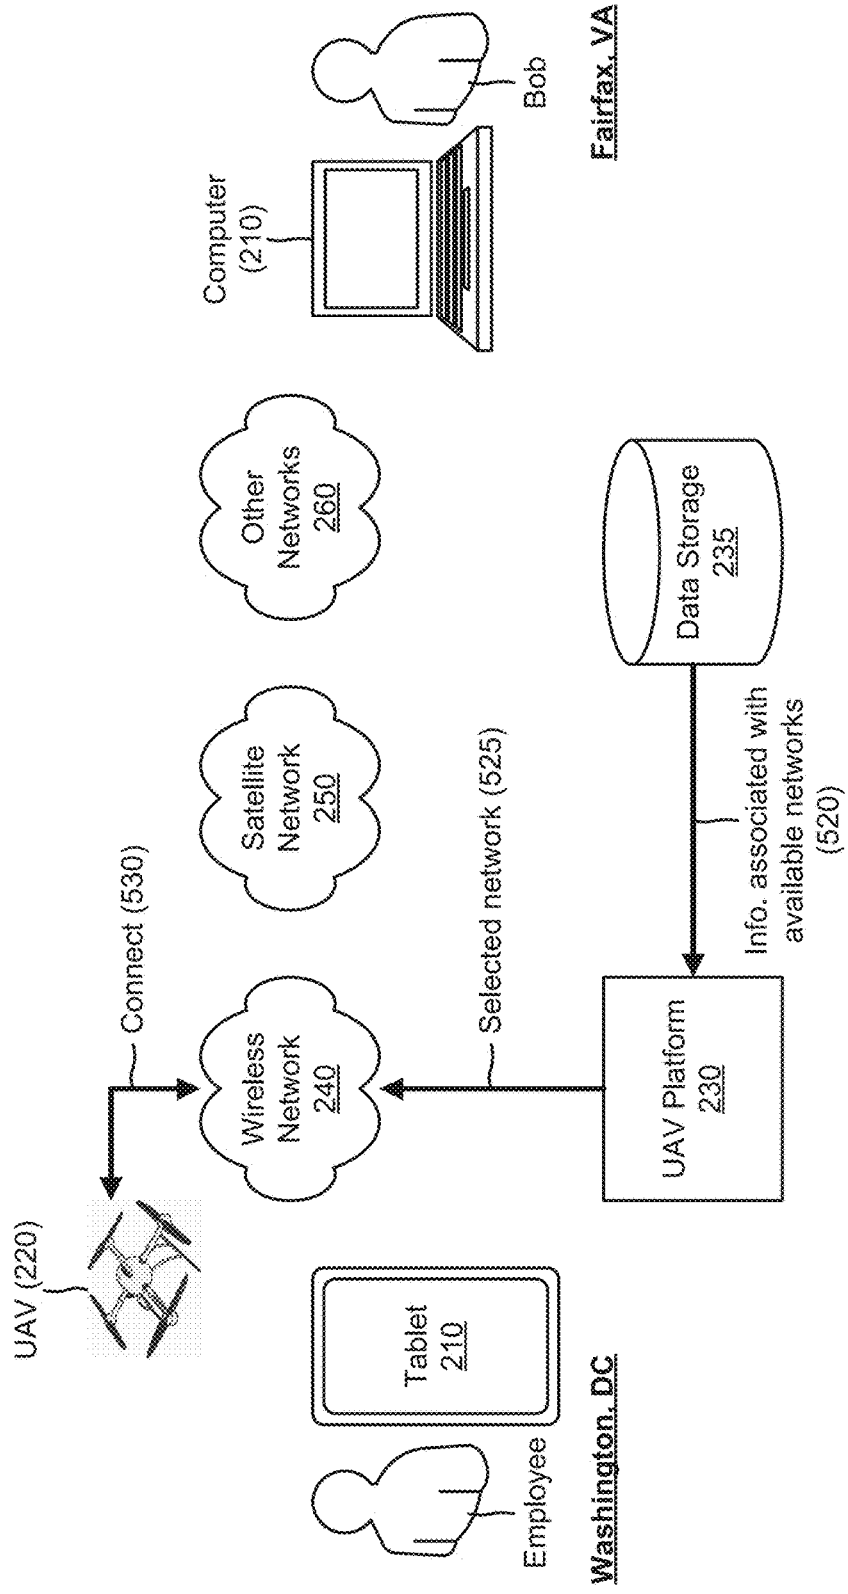 UAV (220)
Connect (530)
Wireless
Network
240
Satellite
Network
250
Other
Networks
260
Computer
(210)
Tablet
210
Employee
Bob
Selected network (525)
Washington, DC
Fairfax, VA
UAV Platform
230
Info. associated with
available networks
(520)
Data Storage
235